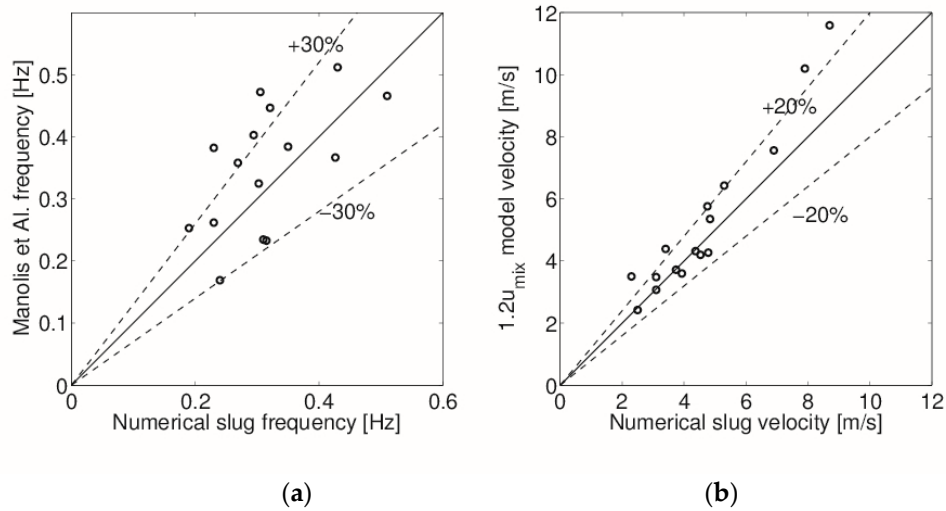 +30%
−30%
0.5
0.4
0.3
0.2
0.1
0
0 0.2 0.4 0.6
Manolis et Al. frequency [Hz]
Numerical slug frequency [Hz]
(a)
+20%
−20%
12
10
8
6
4
2
0
0 2 4 6 8 10 12
1.2u_mix model velocity [m/s]
Numerical slug velocity [m/s]
(b)